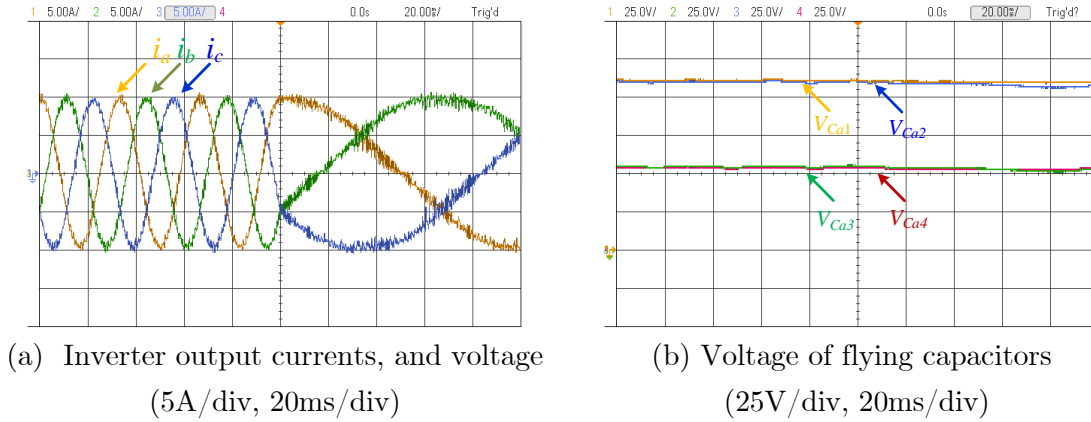 1 5.00A/ 2 5.00A/ 3 5.00A/ 4 0.0s 20.00ms/ Trig'd
i_a i_b i_c
(a) Inverter output currents, and voltage
(5A/div, 20ms/div)
1 25.0V/ 2 25.0V/ 3 25.0V/ 4 25.0V/ 0.0s 20.00ms/ Trig'd?
V_Ca1 V_Ca2
V_Ca3 V_Ca4
(b) Voltage of flying capacitors
(25V/div, 20ms/div)